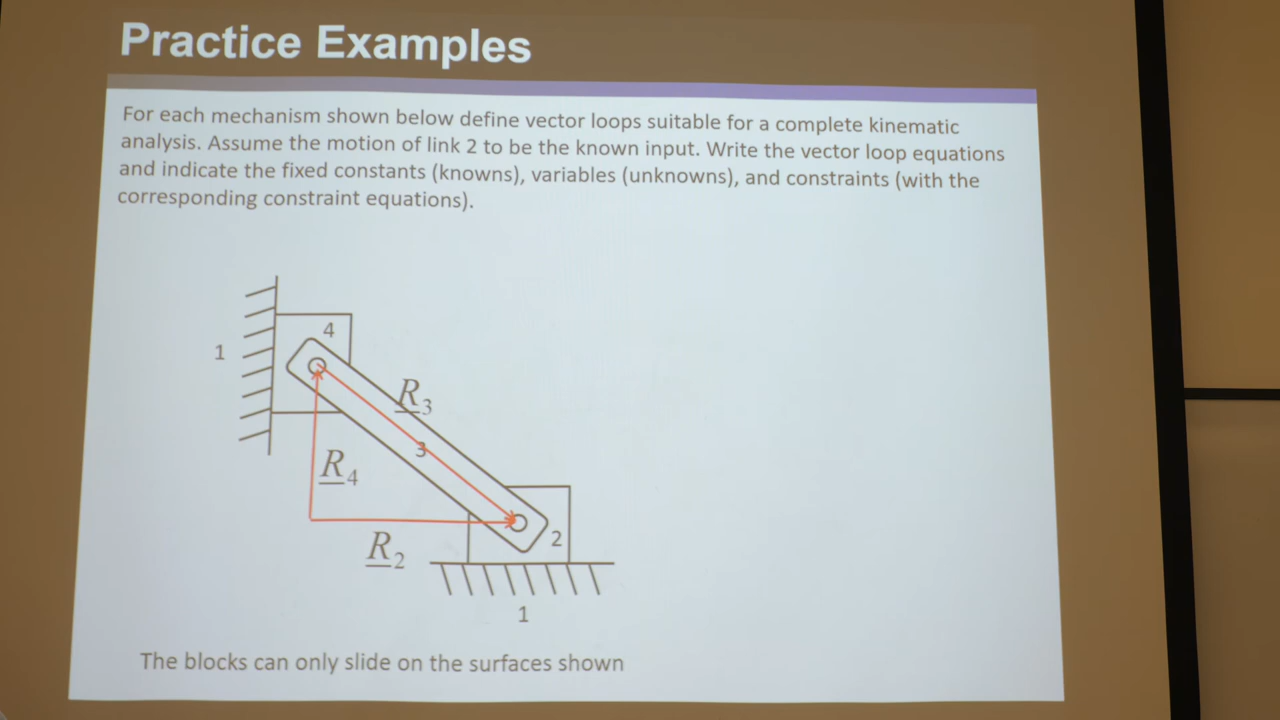 Practice Examples
For each mechanism shown below define vector loops suitable for a complete kinematic
analysis. Assume the motion of link 2 to be the known input. Write the vector loop equations
and indicate the fixed constants (knowns), variables (unknowns), and constraints (with the
corresponding constraint equations).
4
1
R3
3
R4
2
R2
1
The blocks can only slide on the surfaces shown